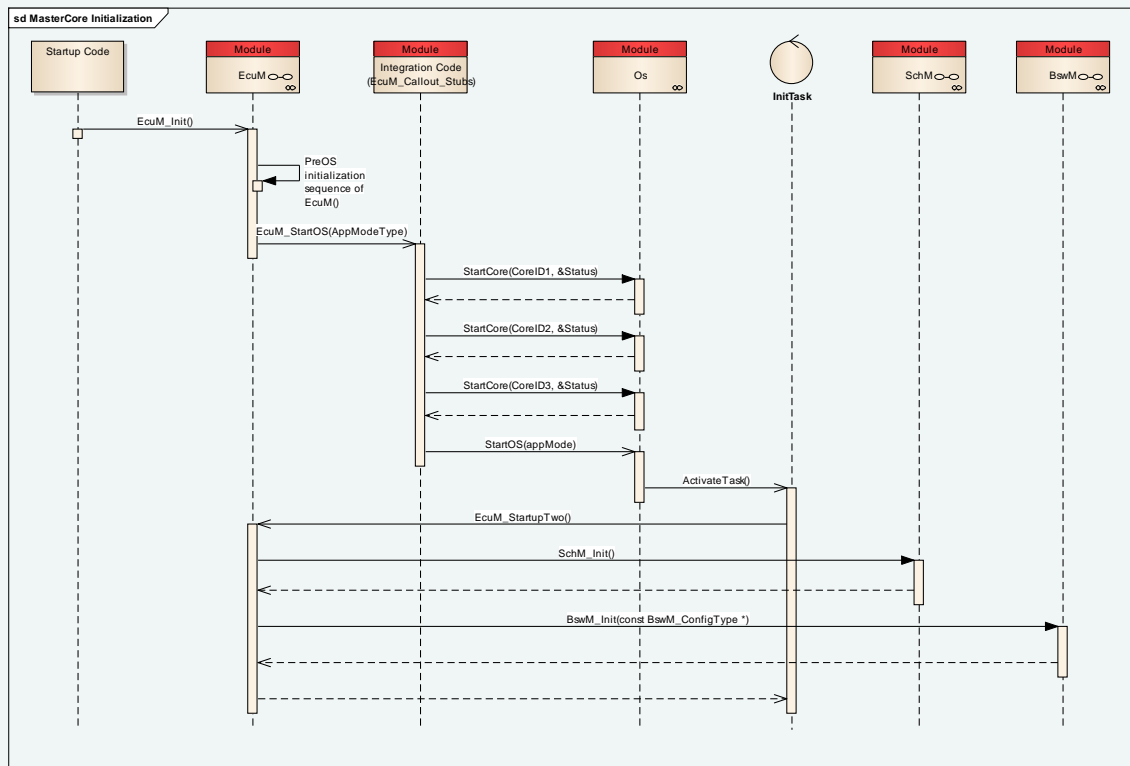 sd MasterCore Initialization
Startup Code
Module
EcuM
Module
Integration Code
(EcuM_Callout_Stubs)
Module
Os
InitTask
Module
SchM
Module
BswM
EcuM_Init()
PreOS
initialization
sequence of
EcuM()
EcuM_StartOS(AppModeType)
StartCore(CoreID1, &Status)
StartCore(CoreID2, &Status)
StartCore(CoreID3, &Status)
StartOS(appMode)
ActivateTask()
EcuM_StartupTwo()
SchM_Init()
BswM_Init(const BswM_ConfigType *)